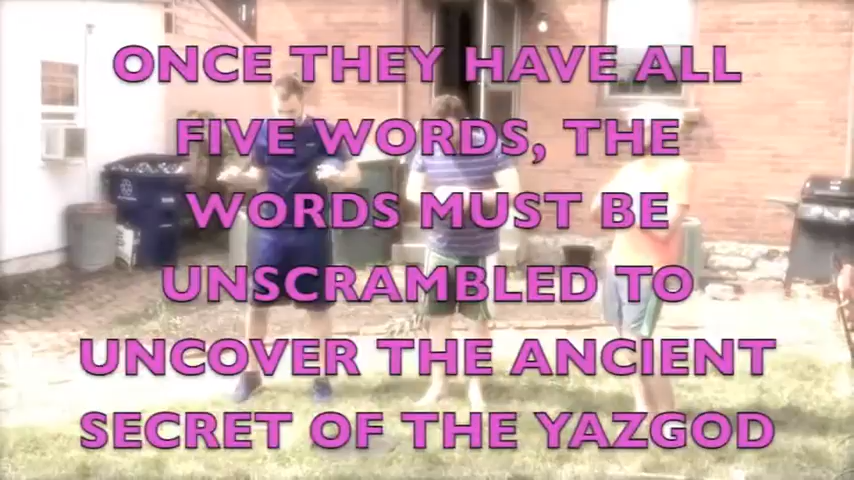 ONCE THEY HAVE ALL
FIVE WORDS, THE
WORDS MUST BE
UNSCRAMBLED TO
UNCOVER THE ANCIENT
SECRET OF THE YAZGOD